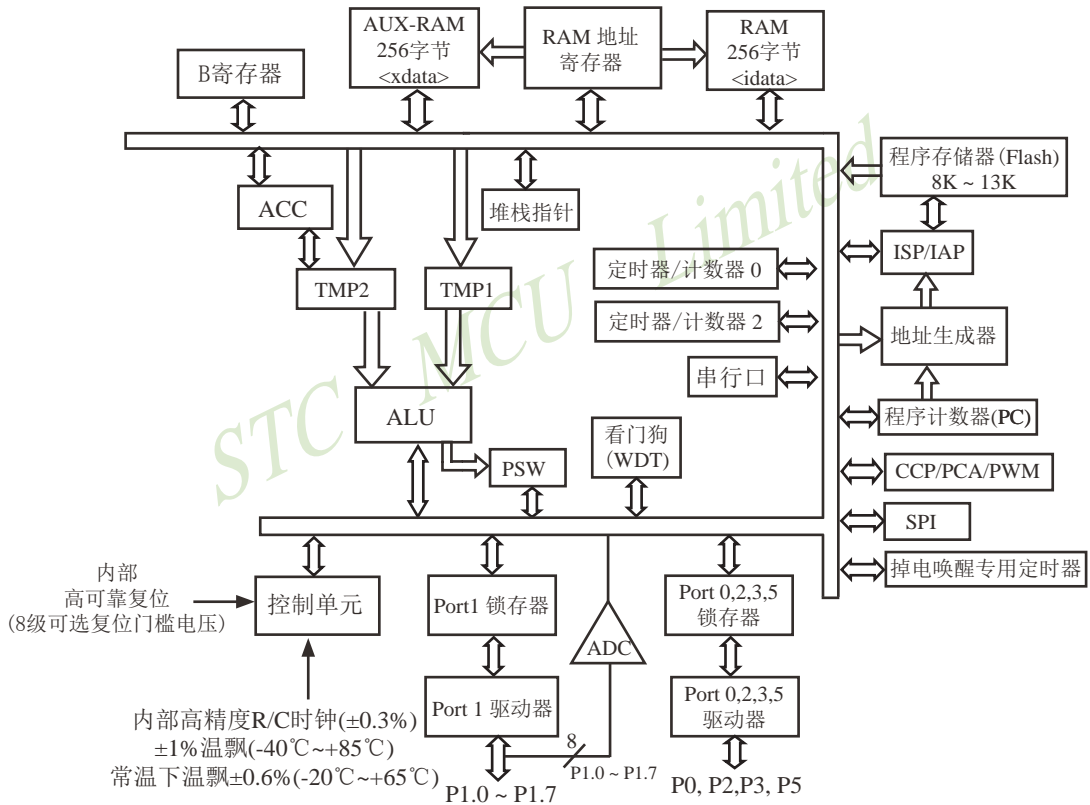 AUX-RAM
256字节
<xdata>
RAM 地址
寄存器
RAM
256字节
<idata>
B寄存器
程序存储器(Flash)
8K ~ 13K
ACC
堆栈指针
ISP/IAP
定时器/计数器 0
TMP2
TMP1
定时器/计数器 2
地址生成器
串行口
ALU
程序计数器(PC)
看门狗
(WDT)
PSW
CCP/PCA/PWM
SPI
掉电唤醒专用定时器
内部
高可靠复位
(8级可选复位门槛电压)
控制单元
Port1 锁存器
ADC
Port 0,2,3,5
锁存器
Port 1 驱动器
Port 0,2,3,5
驱动器
内部高精度R/C时钟(±0.3%)
±1%温飘(-40℃~+85℃)
常温下温飘±0.6%(-20℃~+65℃)
8
P1.0 ~ P1.7
P1.0 ~ P1.7
P0, P2,P3, P5
STC MCU Limited